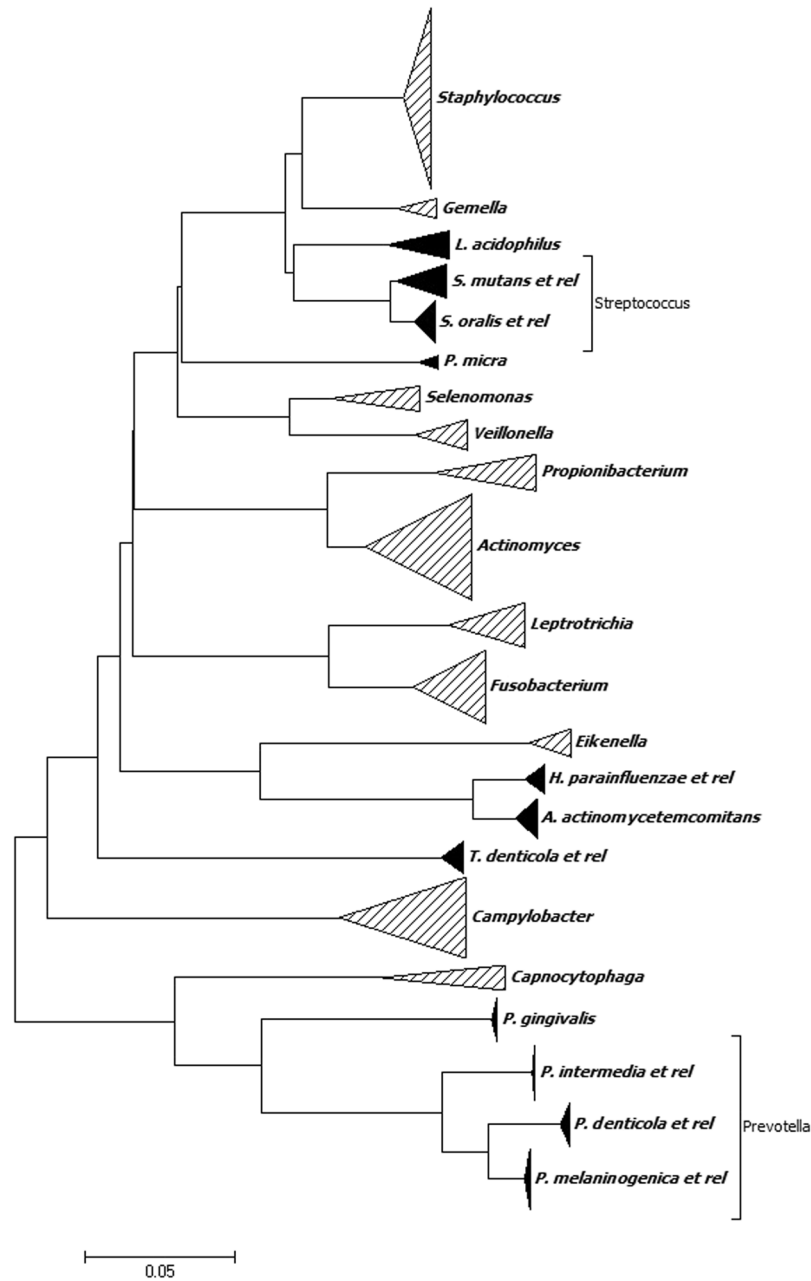 Staphylococcus
Gemella
L. acidophilus
S. mutans et rel
Streptococcus
S. oralis et rel
P. micra
Selenomonas
Veillonella
Propionibacterium
Actinomyces
Leptrotrichia
Fusobacterium
Eikenella
H. parainfluenzae et rel
A. actinomycetemcomitans
T. denticola et rel
Campylobacter
Capnocytophaga
P. gingivalis
P. intermedia et rel
P. denticola et rel
Prevotella
P. melaninogenica et rel
0.05